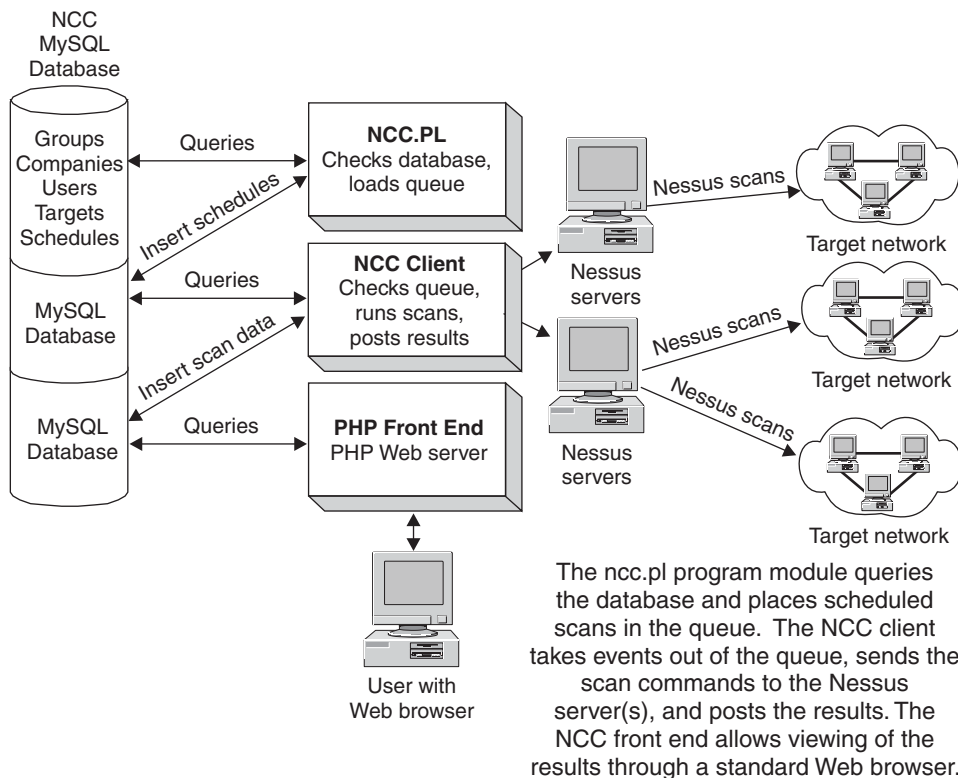 NCC
MySQL
Database
Groups
Companies
Users
Targets
Schedules
MySQL
Database
MySQL
Database
Queries
Insert schedules
Queries
Insert scan data
Queries
NCC.PL
Checks database,
loads queue
NCC Client
Checks queue,
runs scans,
posts results
PHP Front End
PHP Web server
User with
Web browser
Nessus
servers
Nessus
servers
Nessus scans
Nessus scans
Nessus scans
Target network
Target network
Target network
The ncc.pl program module queries
the database and places scheduled
scans in the queue. The NCC client
takes events out of the queue, sends the
scan commands to the Nessus
server(s), and posts the results. The
NCC front end allows viewing of the
results through a standard Web browser.